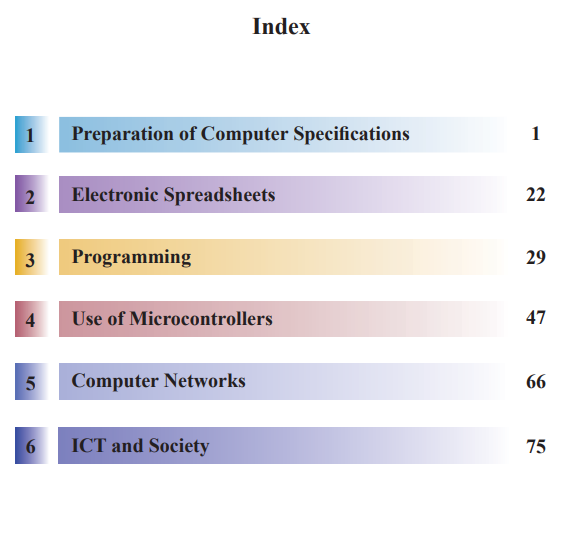 Index
1 Preparation of Computer Specifications 1
2 Electronic Spreadsheets 22
3 Programming 29
4 Use of Microcontrollers 47
5 Computer Networks 66
6 ICT and Society 75